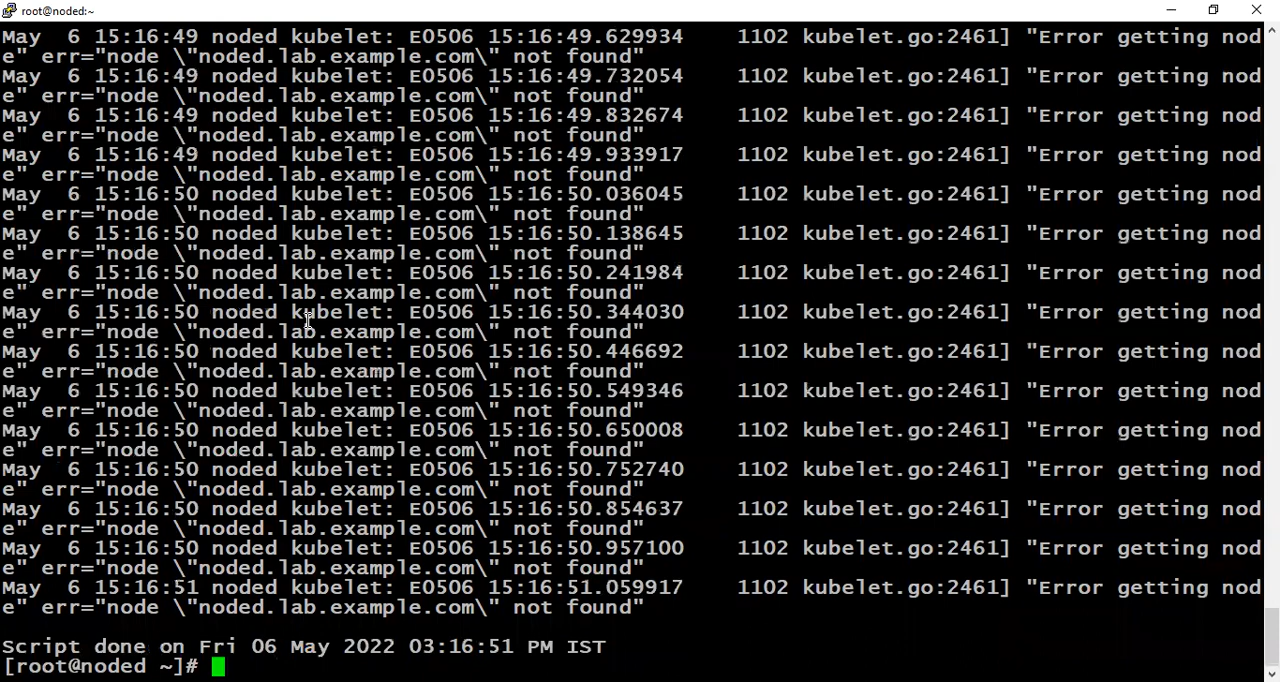 root@noded:~
May  6 15:16:49 noded kubelet: E0506 15:16:49.629934    1102 kubelet.go:2461] "Error getting nod
e" err="node \"noded.lab.example.com\" not found"
May  6 15:16:49 noded kubelet: E0506 15:16:49.732054    1102 kubelet.go:2461] "Error getting nod
e" err="node \"noded.lab.example.com\" not found"
May  6 15:16:49 noded kubelet: E0506 15:16:49.832674    1102 kubelet.go:2461] "Error getting nod
e" err="node \"noded.lab.example.com\" not found"
May  6 15:16:49 noded kubelet: E0506 15:16:49.933917    1102 kubelet.go:2461] "Error getting nod
e" err="node \"noded.lab.example.com\" not found"
May  6 15:16:50 noded kubelet: E0506 15:16:50.036045    1102 kubelet.go:2461] "Error getting nod
e" err="node \"noded.lab.example.com\" not found"
May  6 15:16:50 noded kubelet: E0506 15:16:50.138645    1102 kubelet.go:2461] "Error getting nod
e" err="node \"noded.lab.example.com\" not found"
May  6 15:16:50 noded kubelet: E0506 15:16:50.241984    1102 kubelet.go:2461] "Error getting nod
e" err="node \"noded.lab.example.com\" not found"
May  6 15:16:50 noded kubelet: E0506 15:16:50.344030    1102 kubelet.go:2461] "Error getting nod
e" err="node \"noded.lab.example.com\" not found"
May  6 15:16:50 noded kubelet: E0506 15:16:50.446692    1102 kubelet.go:2461] "Error getting nod
e" err="node \"noded.lab.example.com\" not found"
May  6 15:16:50 noded kubelet: E0506 15:16:50.549346    1102 kubelet.go:2461] "Error getting nod
e" err="node \"noded.lab.example.com\" not found"
May  6 15:16:50 noded kubelet: E0506 15:16:50.650008    1102 kubelet.go:2461] "Error getting nod
e" err="node \"noded.lab.example.com\" not found"
May  6 15:16:50 noded kubelet: E0506 15:16:50.752740    1102 kubelet.go:2461] "Error getting nod
e" err="node \"noded.lab.example.com\" not found"
May  6 15:16:50 noded kubelet: E0506 15:16:50.854637    1102 kubelet.go:2461] "Error getting nod
e" err="node \"noded.lab.example.com\" not found"
May  6 15:16:50 noded kubelet: E0506 15:16:50.957100    1102 kubelet.go:2461] "Error getting nod
e" err="node \"noded.lab.example.com\" not found"
May  6 15:16:51 noded kubelet: E0506 15:16:51.059917    1102 kubelet.go:2461] "Error getting nod
e" err="node \"noded.lab.example.com\" not found"
Script done on Fri 06 May 2022 03:16:51 PM IST
[root@noded ~]#